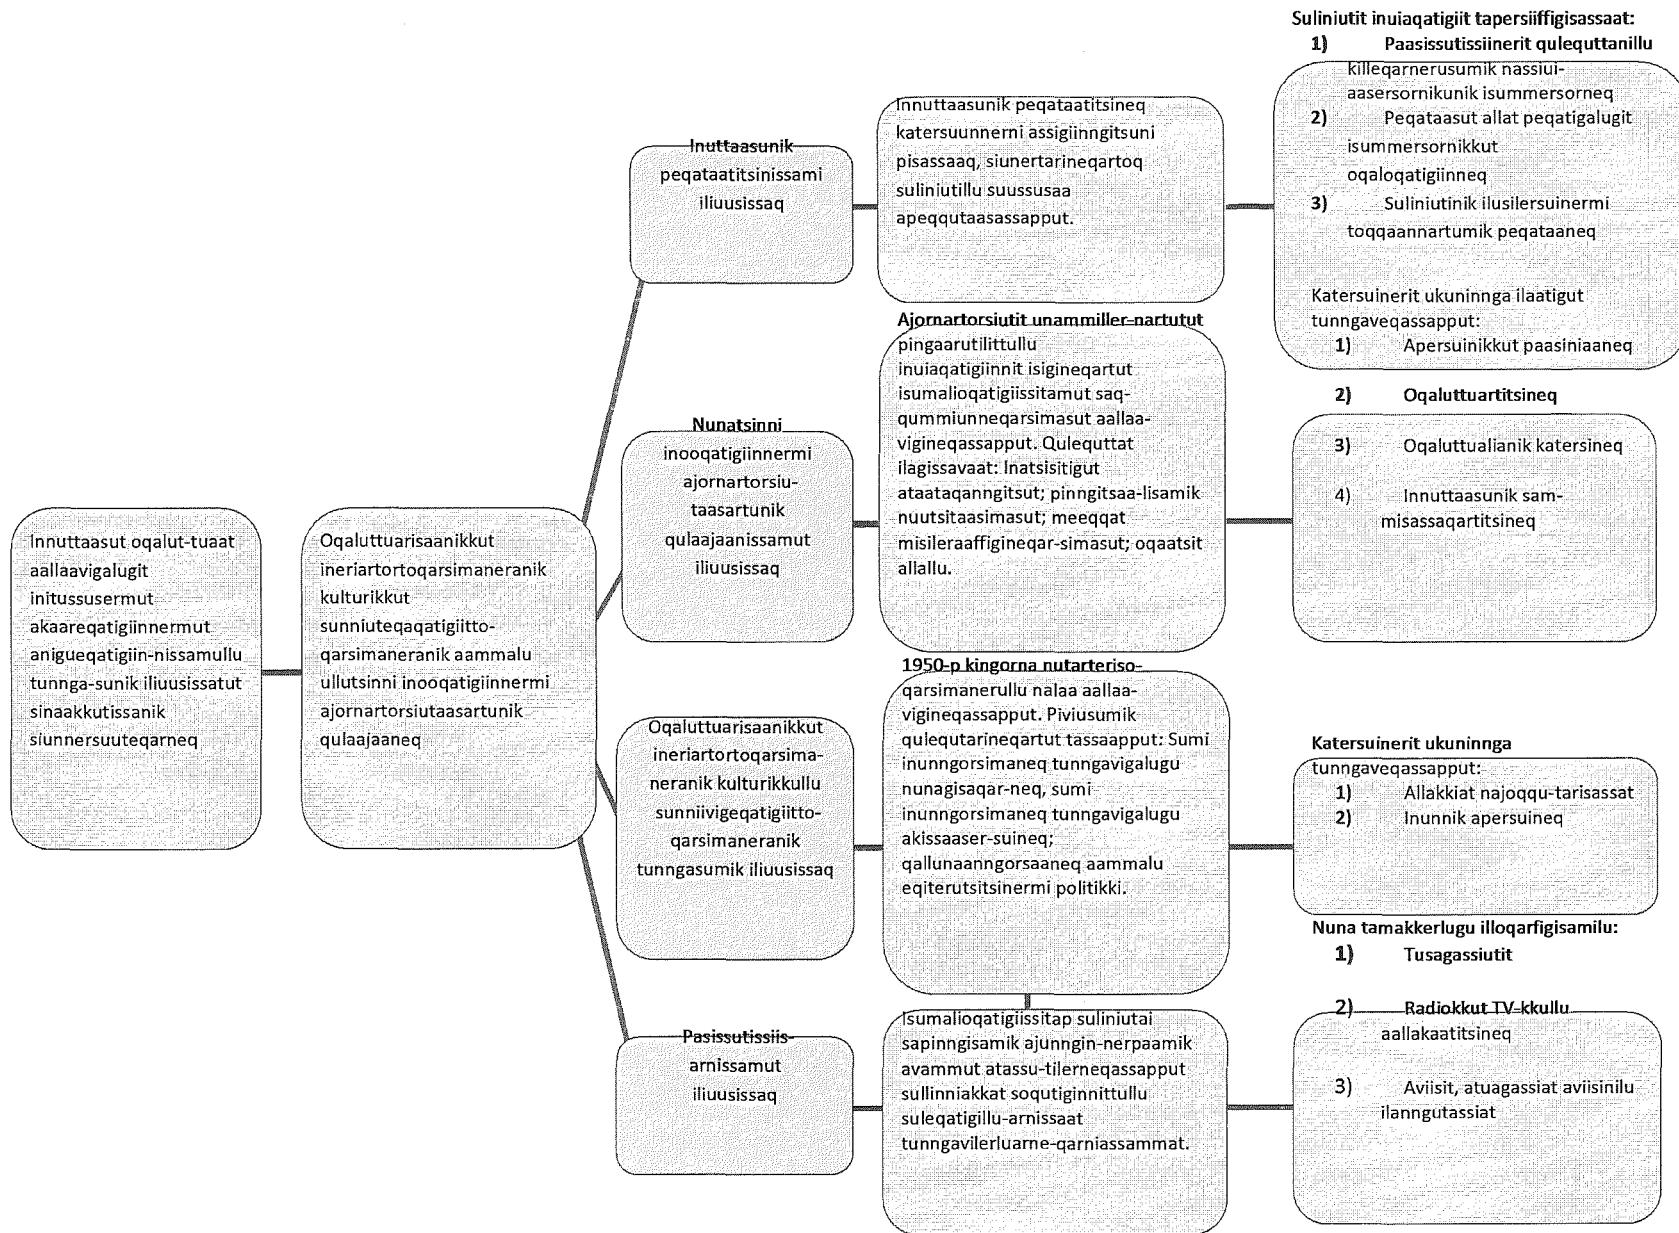 Innuttaasut oqalut-tuaat
aallaavigalugit
initussusermut
akaareqatigiinnermut
anigueqatigiin-nissamullu
tunnga-sunik iliuusissatut
sinaakkutissanik
siunnersuuteqarneq
Oqaluttuarisaanikkut
ineriartortoqarsimaneranik
kulturikkut
sunniuteqaqatigiitto-
qarsimaneranik aammalu
ullutsinni inooqatigiinnermi
ajornartorsiutaasartunik
qulaajaaneq
Inuttaasunik
peqataatitsinissami
iliuusissaq
Innuttaasunik peqataatitsineq
katersuunnerni assigiinngitsuni
pisassaaq, siunertarineqartoq
suliniutillu suussusaa
apeqqutaasassapput.
Suliniutit inuiaqatigiit tapersiiffigisassaat:
1) Paasissutissiinerit qulequttanillu
killeqarnerusumik nassiui-
aasersornikunik isummersorneq
2) Peqataasut allat peqatigalugit
isummersornikkut
oqaloqatigiinneq
3) Suliniutinik ilusilersuinermi
toqqaannartumik peqataaneq
Katersuinerit ukuninnga ilaatigut
tunngaveqassapput:
1) Apersuinikkut paasiniaaneq
2) Oqaluttuartitsineq
3) Oqaluttualianik katersineq
4) Innuttaasunik sam-
misassaqartitsineq
Nunatsinni
inooqatigiinnermi
ajornartorsiu-
taasartunik
qulaajaanissamut
iliuusissaq
Ajornartorsiutit unammiller-nartutut
pingaarutilittullu
inuiaqatigiinnit isigineqartut
isumalioqatigiissitamut saq-
qummiunneqarsimasut aallaa-
vigineqassapput. Qulequttat
ilagissavaat: Inatsisitigut
ataataqanngitsut; pinngitsaa-lisamik
nuutsitaasimasut; meeqqat
misileraaffigineqar-simasut; oqaatsit
allallu.
Oqaluttuarisaanikkut
ineriartortoqarsima-
neranik kulturikkullu
sunniivigeqatigiitto-
qarsimaneranik
tunngasumik iliuusissaq
1950-p kingorna nutarteriso-
qarsimanerullu nalaa aallaa-
vigineqassapput. Piviusumik
qulequtarineqartut tassaapput: Sumi
inunngorsimaneq tunngavigalugu
nunagisaqar-neq, sumi
inunngorsimaneq tunngavigalugu
akissaaser-suineq;
qallunaanngorsaaneq aammalu
eqiterutsitsinermi politikki.
Katersuinerit ukuninnga
tunngaveqassapput:
1) Allakkiat najoqqu-tarisassat
2) Inunnik apersuineq
Pasissutissiis-
arnissamut
iliuusissaq
Isumalioqatigiissitap suliniutai
sapinngisamik ajunngin-nerpaamik
avammut atassu-tilerneqassapput
sullinniakkat soqutiginnittullu
suleqatigillu-arnissaat
tunngavilerluarne-qarniassammat.
Nuna tamakkerlugu illoqarfigisamilu:
1) Tusagassiutit
2) Radiokkut TV-kkullu
aallakaatitsineq
3) Aviisit, atuagassiat aviisinilu
ilanngutassiat